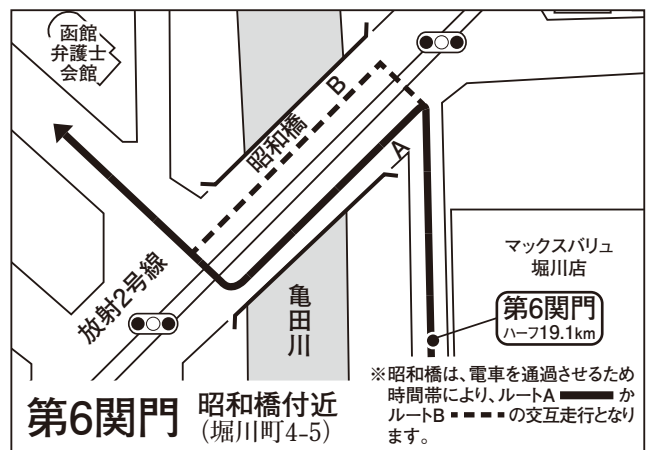 函館
弁護士
会館
B
昭和橋
A
放射2号線
亀田川
マックスバリュ
堀川店
第6関門
ハーフ19.1km
※昭和橋は、電車を通過させるため
時間帯により、ルートA か
ルートB の交互走行となり
ます。
第6関門 昭和橋付近
(堀川町4-5)